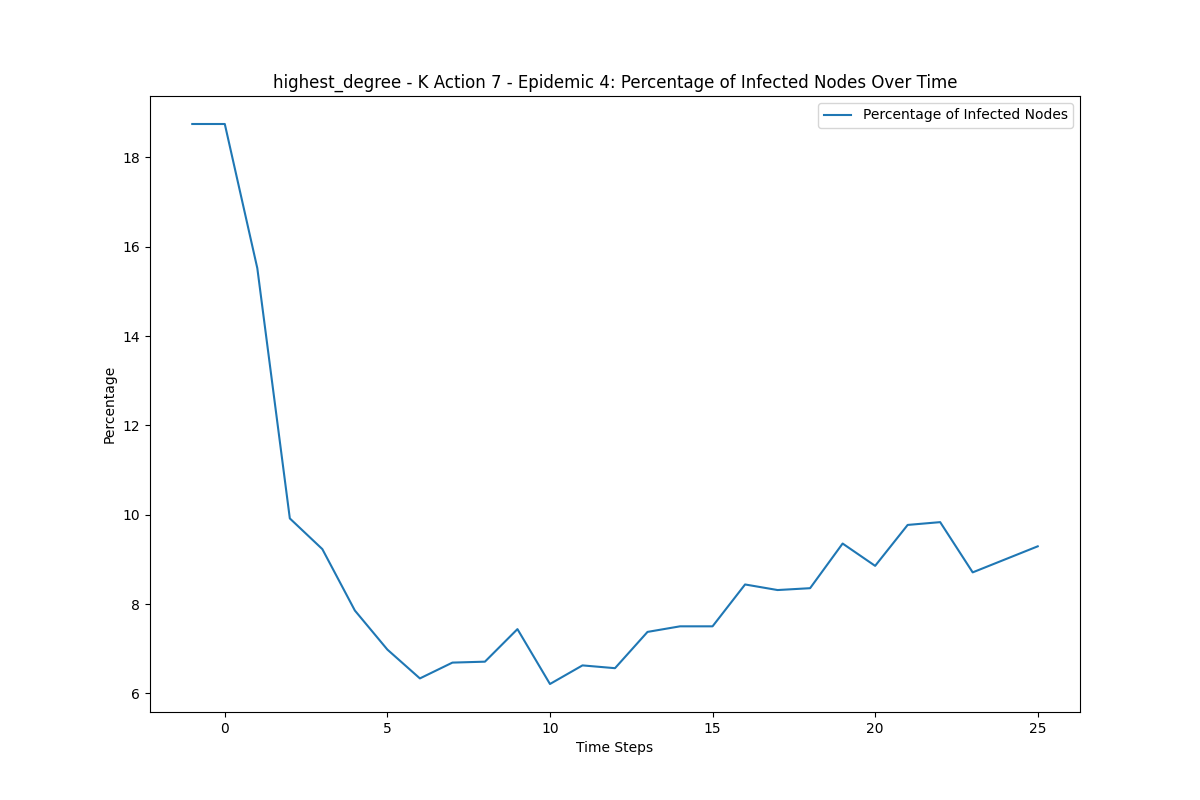 highest_degree - K Action 7 - Epidemic 4: Percentage of Infected Nodes Over Time
Percentage of Infected Nodes
18
16
14
12
10
8
6
Percentage
0 5 10 15 20 25
Time Steps